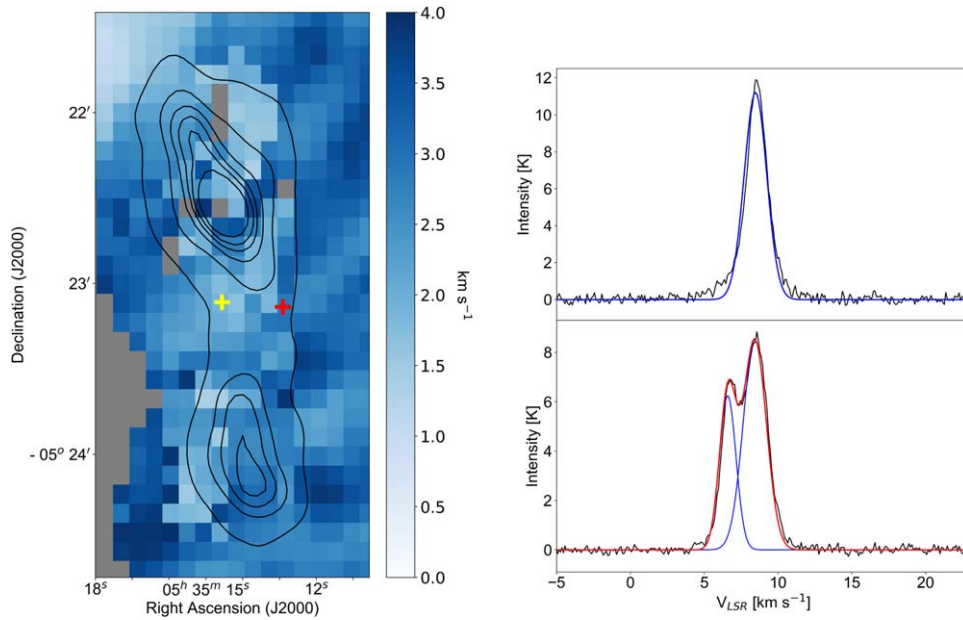 22′
23′
- 05° 24′
Declination (J2000)
18ˢ
05ʰ 35ᵐ 15ˢ
12ˢ
Right Ascension (J2000)
4.0
3.5
3.0
2.5
2.0
1.5
1.0
0.5
0.0
km s⁻¹
12
10
8
6
4
2
0
Intensity [K]
8
6
4
2
0
Intensity [K]
-5
0
5
10
15
20
V_LSR [km s⁻¹]